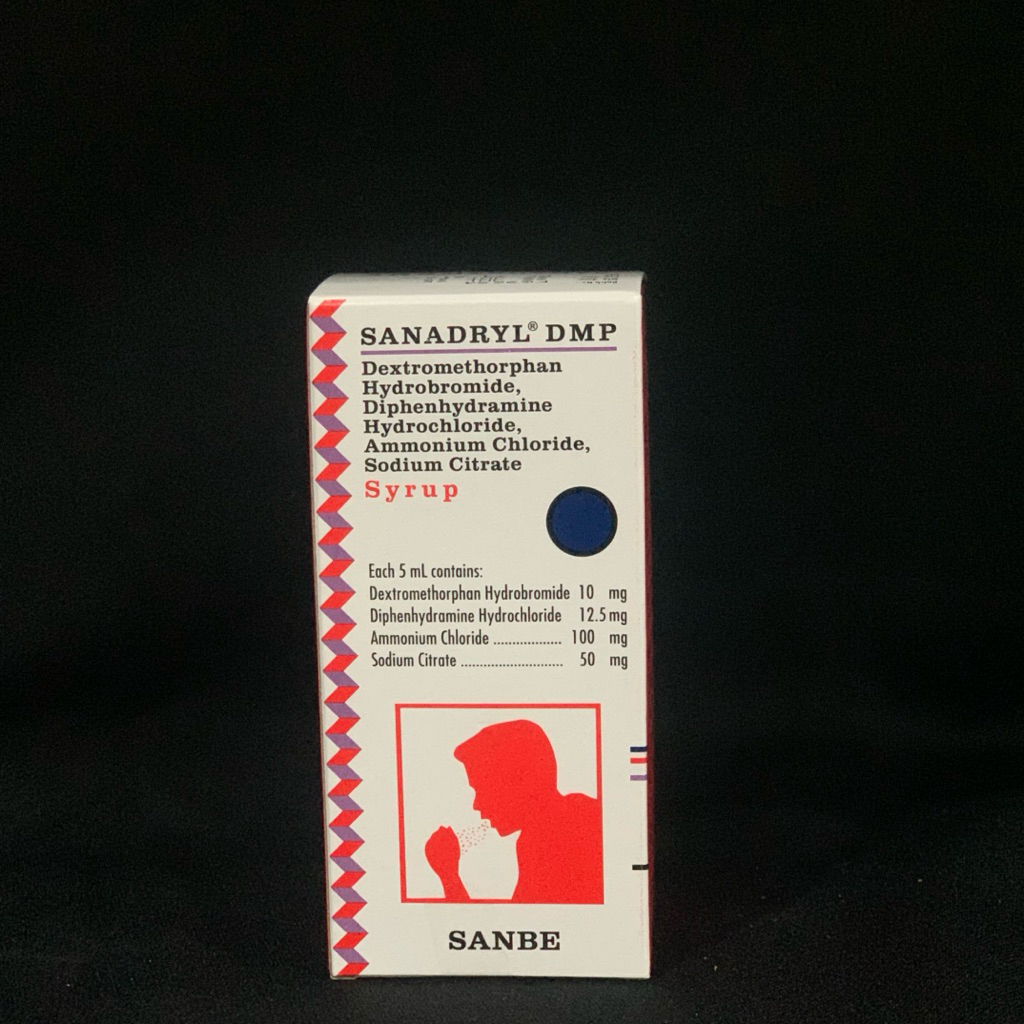 SANADRYL® DMP
Dextromethorphan
Hydrobromide,
Diphenhydramine
Hydrochloride,
Ammonium Chloride,
Sodium Citrate
Syrup
Each 5 mL contains:
Dextromethorphan Hydrobromide 10 mg
Diphenhydramine Hydrochloride 12.5 mg
Ammonium Chloride .................. 100 mg
Sodium Citrate ........................... 50 mg
SANBE